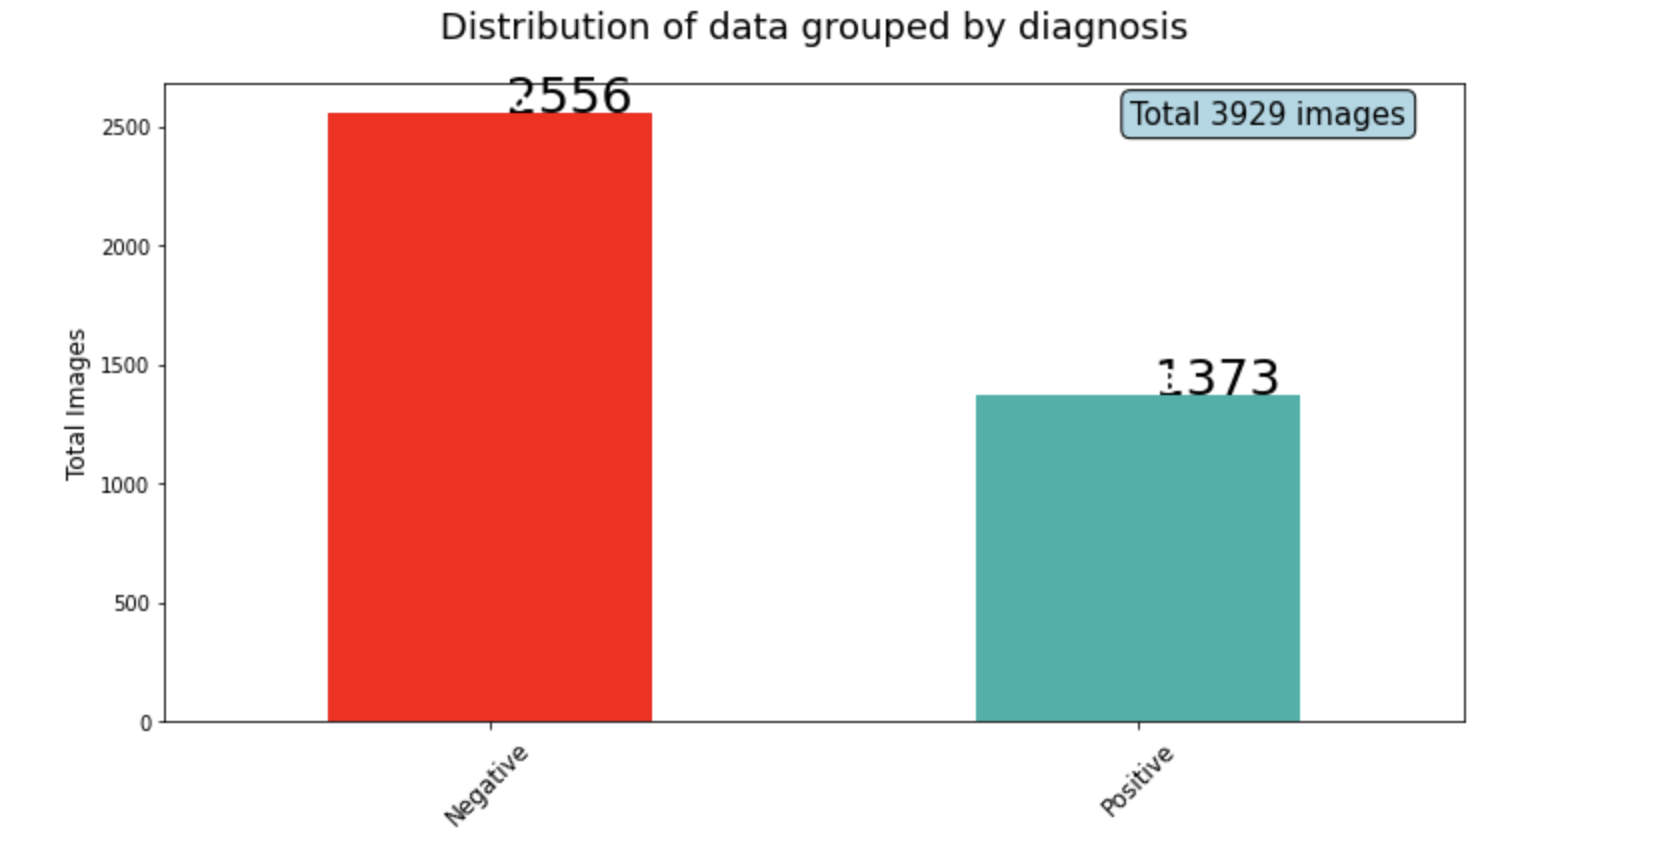 Distribution of data grouped by diagnosis
2556
Total 3929 images
2500
2000
1500
1373
1000
500
0
Total Images
Negative
Positive